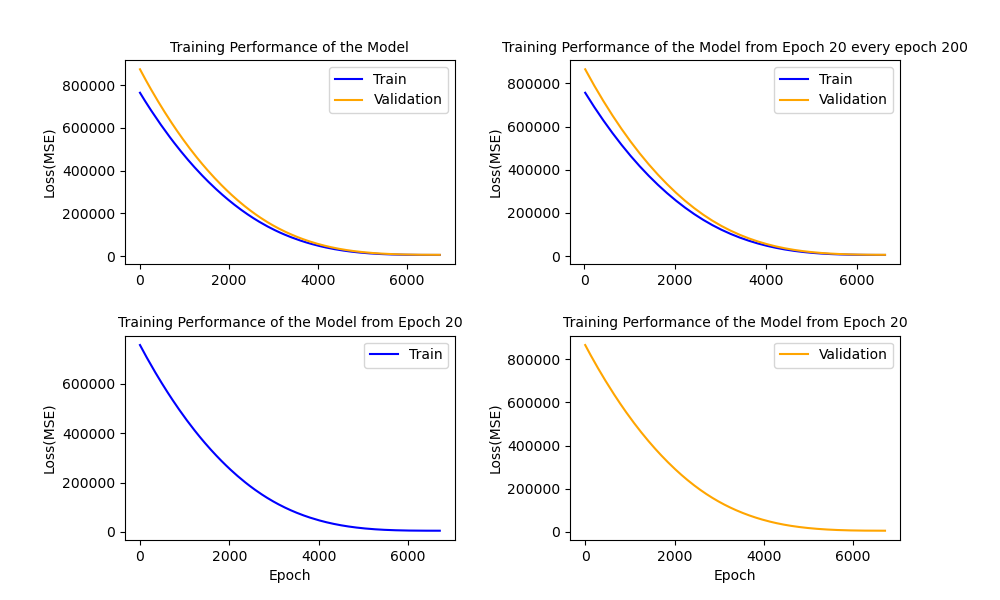 Training Performance of the Model
Loss(MSE)
800000
600000
400000
200000
0
0 2000 4000 6000
Train
Validation
Training Performance of the Model from Epoch 20 every epoch 200
Loss(MSE)
800000
600000
400000
200000
0
0 2000 4000 6000
Train
Validation
Training Performance of the Model from Epoch 20
Loss(MSE)
600000
400000
200000
0
0 2000 4000 6000
Epoch
Train
Training Performance of the Model from Epoch 20
Loss(MSE)
800000
600000
400000
200000
0
0 2000 4000 6000
Epoch
Validation